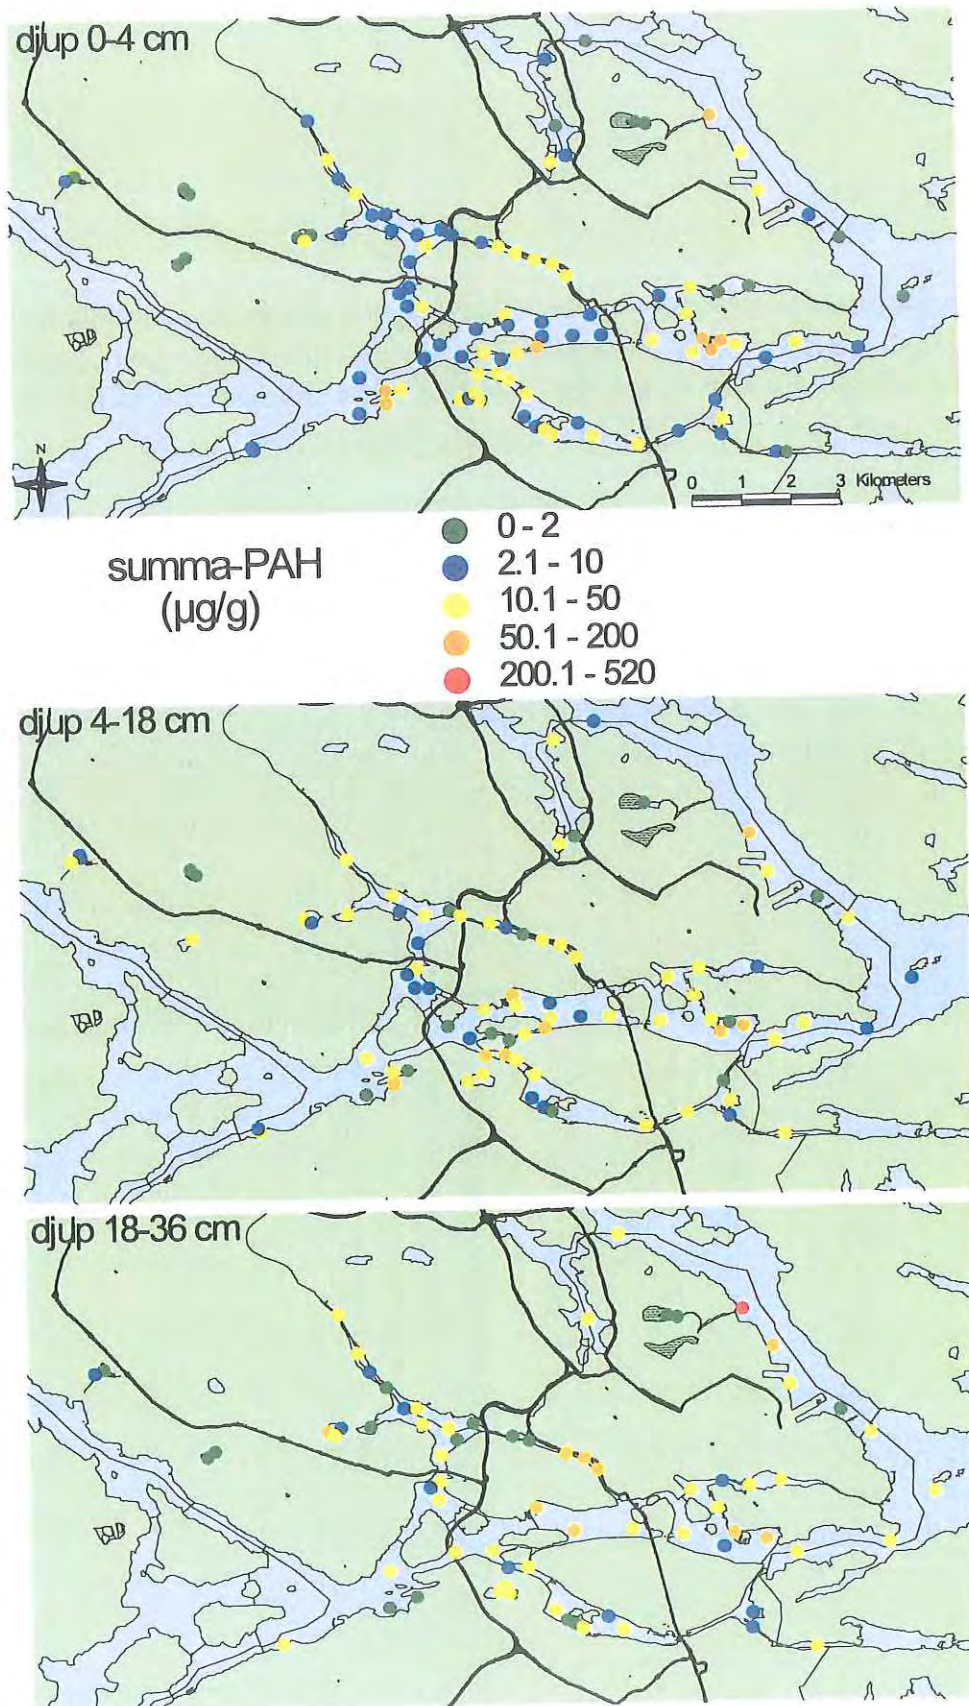 djup 0-4 cm
N
0 1 2 3 Kilometers
summa-PAH
(µg/g)
0 - 2
2.1 - 10
10.1 - 50
50.1 - 200
200.1 - 520
djup 4-18 cm
djup 18-36 cm